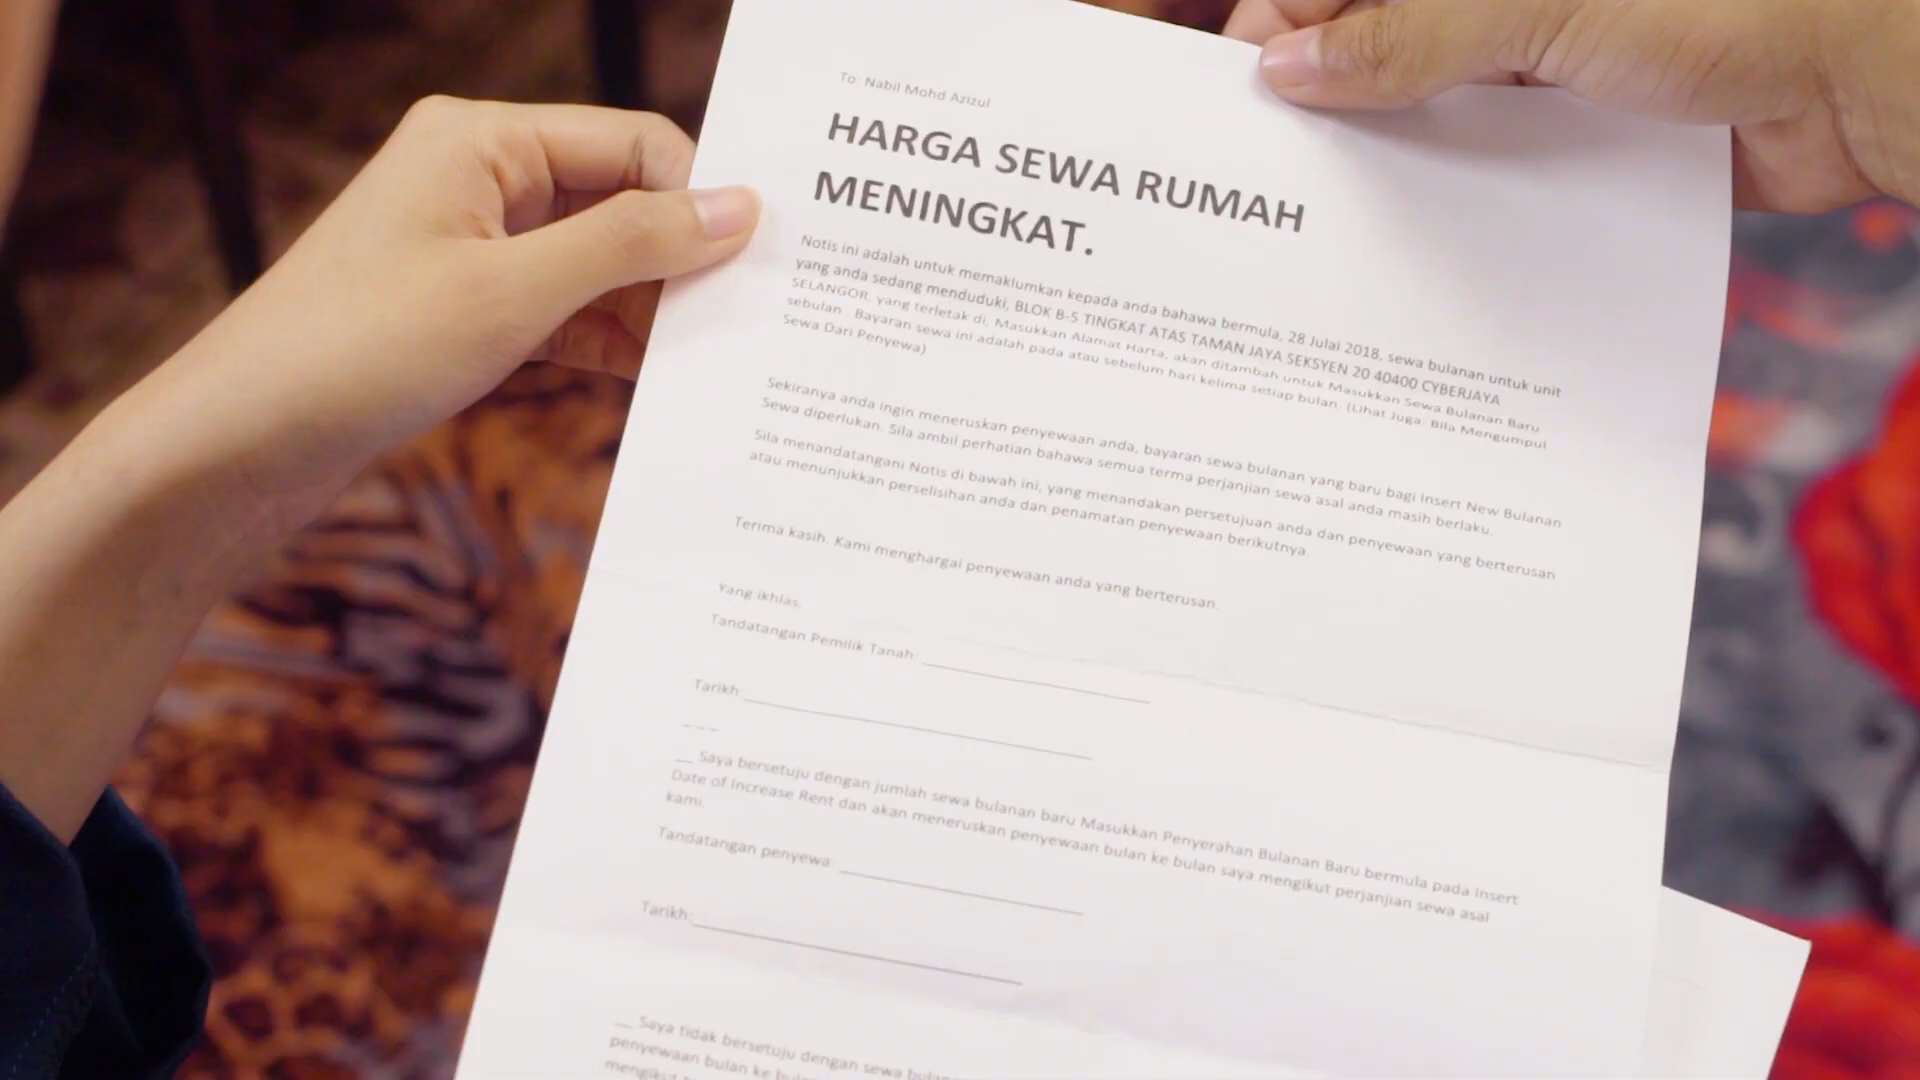 To: Nabil Mohd Azizul
HARGA SEWA RUMAH
MENINGKAT.
Notis ini adalah untuk memaklumkan kepada anda bahawa bermula, 28 Julai 2018, sewa bulanan untuk unit
yang anda sedang menduduki, BLOK B-5 TINGKAT ATAS TAMAN JAYA SEKSYEN 20 40400 CYBERJAYA
SELANGOR, yang terletak di, Masukkan Alamat Harta, akan ditambah untuk Masukkan Sewa Bulanan Baru
sebulan. Bayaran sewa ini adalah pada atau sebelum hari kelima setiap bulan. (Lihat Juga: Bila Mengumpul
Sewa Dari Penyewa)
Sekiranya anda ingin meneruskan penyewaan anda, bayaran sewa bulanan yang baru bagi Insert New Bulanan
Sewa diperlukan. Sila ambil perhatian bahawa semua terma perjanjian sewa asal anda masih berlaku.
Sila menandatangani Notis di bawah ini, yang menandakan persetujuan anda dan penyewaan yang berterusan
atau menunjukkan perselisihan anda dan penamatan penyewaan berikutnya.
Terima kasih. Kami menghargai penyewaan anda yang berterusan.
Yang ikhlas,
Tandatangan Pemilik Tanah: ____________________
Tarikh:______________________________
_ _ _
__ Saya bersetuju dengan jumlah sewa bulanan baru Masukkan Penyerahan Bulanan Baru bermula pada Insert
Date of Increase Rent dan akan meneruskan penyewaan bulan ke bulan saya mengikut perjanjian sewa asal
kami.
Tandatangan penyewa: _____________________
Tarikh:____________________________
__ Saya tidak bersetuju dengan sewa
penyewaan bulan ke